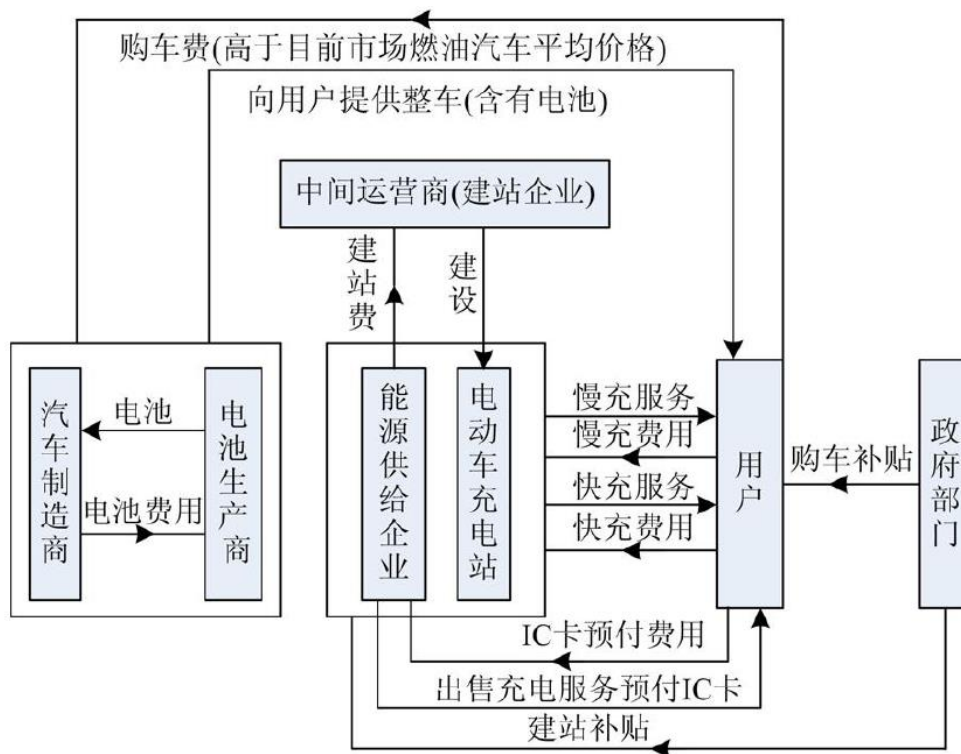 购车费(高于目前市场燃油汽车平均价格)
向用户提供整车(含有电池)
中间运营商(建站企业)
建站费
建设
汽车制造商
电池
电池费用
电池生产商
能源供给企业
电动车充电站
慢充服务
慢充费用
快充服务
快充费用
用户
购车补贴
政府部门
IC卡预付费用
出售充电服务预付IC卡
建站补贴